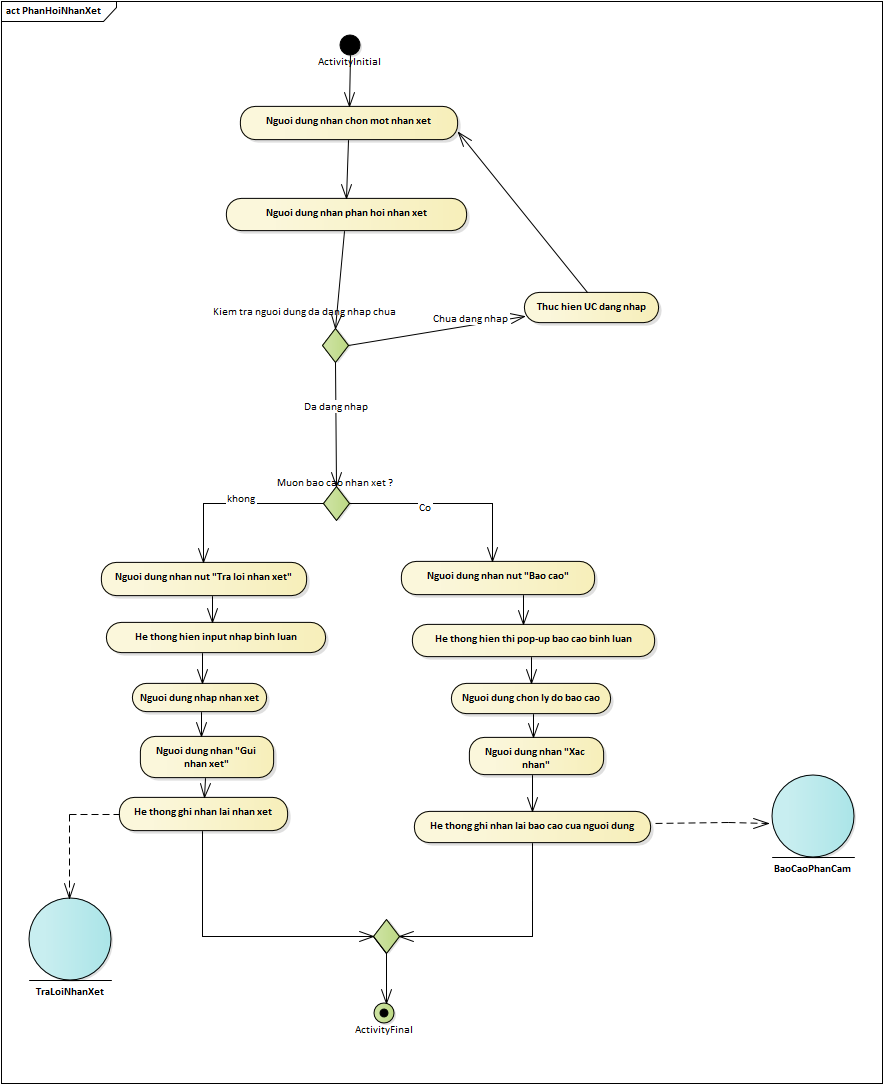 act PhanHoiNhanXet
ActivityInitial
Nguoi dung nhan chon mot nhan xet
Nguoi dung nhan phan hoi nhan xet
Thuc hien UC dang nhap
Kiem tra nguoi dung da dang nhap chua
Chua dang nhap
Da dang nhap
Muon bao cao nhan xet ?
khong
Co
Nguoi dung nhan nut "Tra loi nhan xet"
Nguoi dung nhan nut "Bao cao"
He thong hien input nhap binh luan
He thong hien thi pop-up bao cao binh luan
Nguoi dung nhap nhan xet
Nguoi dung chon ly do bao cao
Nguoi dung nhan "Gui
nhan xet"
Nguoi dung nhan "Xac
nhan"
He thong ghi nhan lai nhan xet
He thong ghi nhan lai bao cao cua nguoi dung
BaoCaoPhanCam
TraLoiNhanXet
ActivityFinal